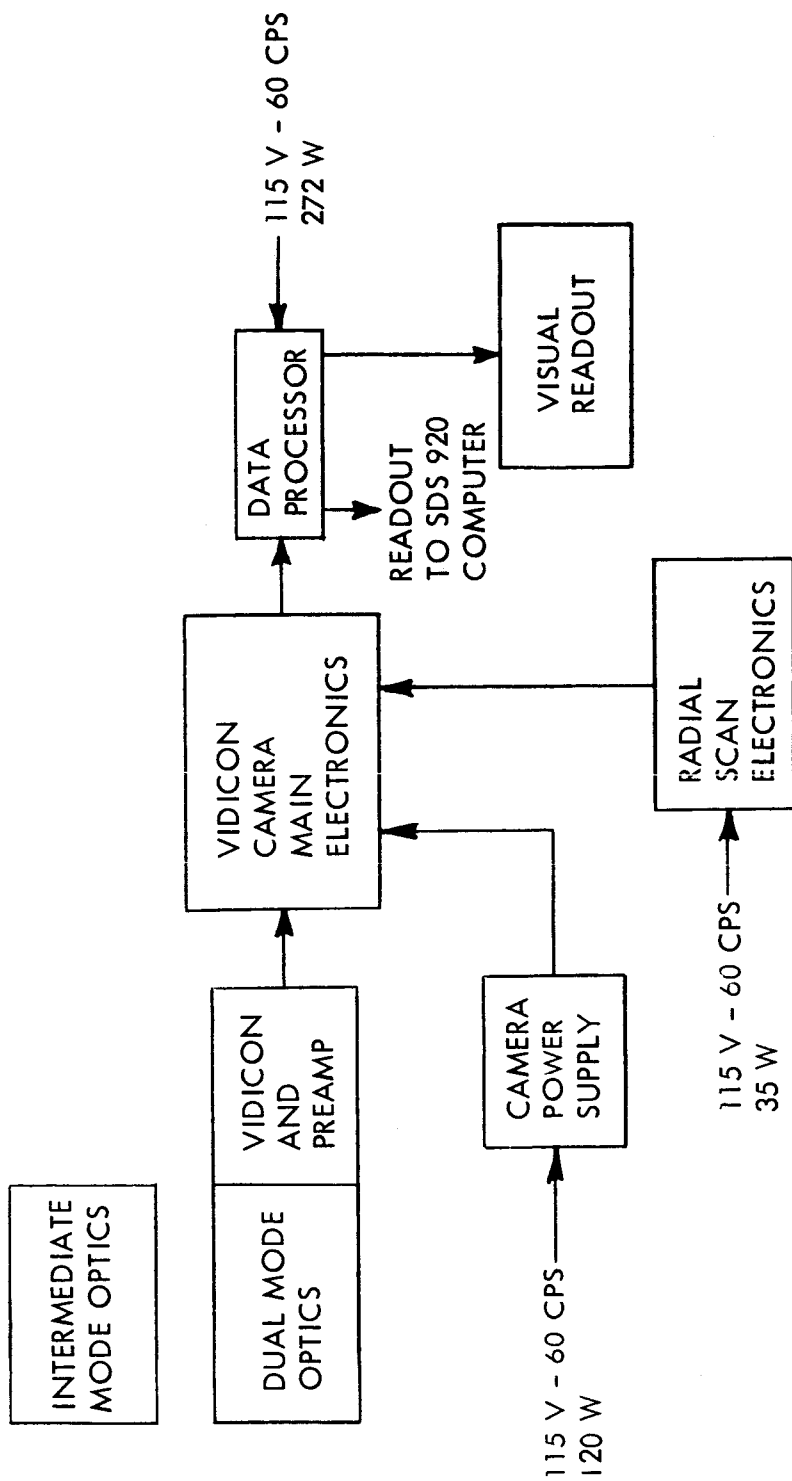 INTERMEDIATE
MODE OPTICS
DUAL MODE
OPTICS
VIDICON
AND
PREAMP
VIDICON
CAMERA
MAIN
ELECTRONICS
DATA
PROCESSOR
115 V - 60 CPS
272 W
READOUT
TO SDS 920
COMPUTER
VISUAL
READOUT
115 V - 60 CPS
120 W
CAMERA
POWER
SUPPLY
115 V - 60 CPS
35 W
RADIAL
SCAN
ELECTRONICS